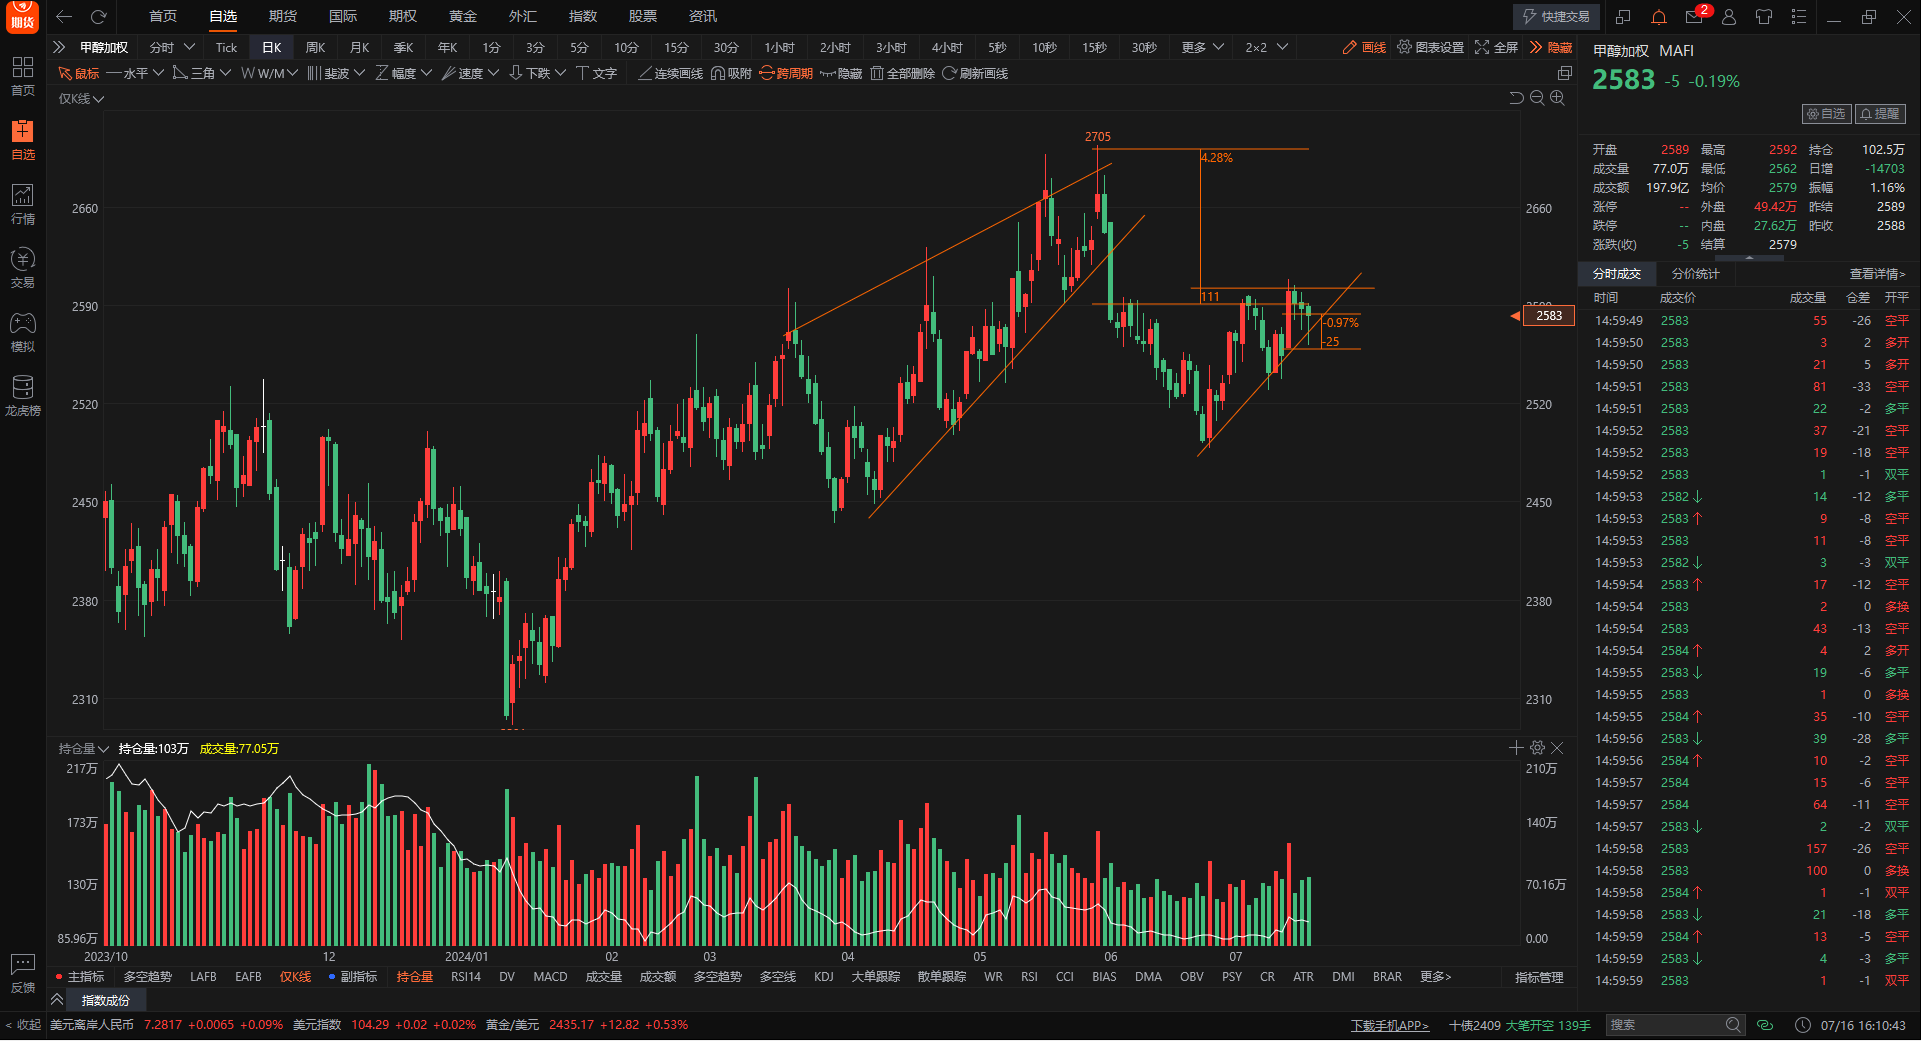 期货
首页 自选 期货 国际 期权 黄金 外汇 指数 股票 资讯
快捷交易 2
甲醇加权 分时 Tick 日K 周K 月K 季K 年K 1分 3分 5分 10分 15分 30分 1小时 2小时 3小时 4小时 5秒 10秒 15秒 30秒 更多 2×2 画线 图表设置 全屏 隐藏
鼠标 水平 三角 W/M 斐波 幅度 速度 下跌 文字 连续画线 吸附 跨周期 隐藏 全部删除 刷新画线
首页
自选
行情
交易
模拟
龙虎榜
反馈
< 收起
仅K线
2705
4.28%
111
-0.97%
-25
2660 2660
2590
2583
2520 2520
2450 2450
2380 2380
2310 2310
持仓量 持仓量:103万 成交量:77.05万
217万 210万
173万 140万
130万 70.16万
85.96万 0.00
2023/10 12 2024/01 02 03 04 05 06 07
主指标 多空趋势 LAFB EAFB 仅K线 副指标 持仓量 RSI14 DV MACD 成交量 成交额 多空趋势 多空线 KDJ 大单跟踪 散单跟踪 WR RSI CCI BIAS DMA OBV PSY CR ATR DMI BRAR 更多> 指标管理
指数成份
美元离岸人民币 7.2817 +0.0065 +0.09% 美元指数 104.29 +0.02 +0.02% 黄金/美元 2435.17 +12.82 +0.53%
下载手机APP> 十债2409 大笔开空 139手 搜索 07/16 16:10:43
甲醇加权 MAFI
2583 -5 -0.19%
自选 提醒
开盘 2589 最高 2592 持仓 102.5万
成交量 77.0万 最低 2562 日增 -14703
成交额 197.9亿 均价 2579 振幅 1.16%
涨停 -- 外盘 49.42万 昨结 2589
跌停 -- 内盘 27.62万 昨收 2588
涨跌(收) -5 结算 2579
分时成交 分价统计 查看详情>
时间 成交价 成交量 仓差 开平
14:59:49 2583 55 -26 空平
14:59:50 2583 3 2 多开
14:59:50 2583 21 5 多开
14:59:51 2583 81 -33 空平
14:59:51 2583 22 -2 多平
14:59:52 2583 37 -21 空平
14:59:52 2583 19 -18 空平
14:59:52 2583 1 -1 双平
14:59:53 2582↓ 14 -12 多平
14:59:53 2583↑ 9 -8 空平
14:59:53 2583 11 -8 空平
14:59:53 2582↓ 3 -3 双平
14:59:54 2583↑ 17 -12 空平
14:59:54 2583 2 0 多换
14:59:54 2583 43 -13 空平
14:59:54 2584↑ 4 2 多开
14:59:55 2583↓ 19 -6 多平
14:59:55 2583 1 0 多换
14:59:55 2584↑ 35 -10 空平
14:59:56 2583↓ 39 -28 多平
14:59:56 2584↑ 10 -2 空平
14:59:57 2584 15 -6 空平
14:59:57 2584 64 -11 空平
14:59:57 2583↓ 2 -2 双平
14:59:58 2583 157 -26 空平
14:59:58 2583 100 0 多换
14:59:58 2584↑ 1 -1 双平
14:59:58 2583↓ 21 -18 多平
14:59:59 2584↑ 13 -5 空平
14:59:59 2583↓ 4 -3 多平
14:59:59 2583 1 -1 双平